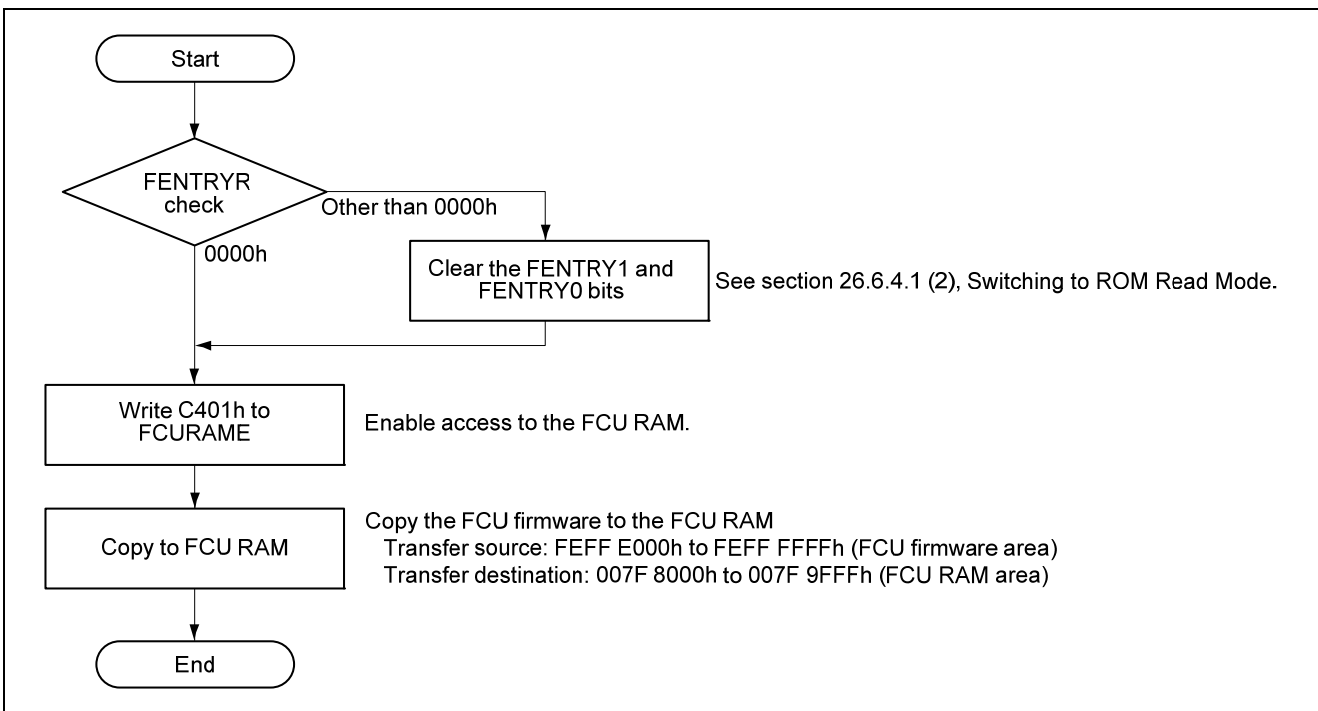 Start
FENTRYR
check
Other than 0000h
0000h
Clear the FENTRY1 and
FENTRY0 bits
See section 26.6.4.1 (2), Switching to ROM Read Mode.
Write C401h to
FCURAME
Enable access to the FCU RAM.
Copy to FCU RAM
Copy the FCU firmware to the FCU RAM
Transfer source: FEFF E000h to FEFF FFFFh (FCU firmware area)
Transfer destination: 007F 8000h to 007F 9FFFh (FCU RAM area)
End